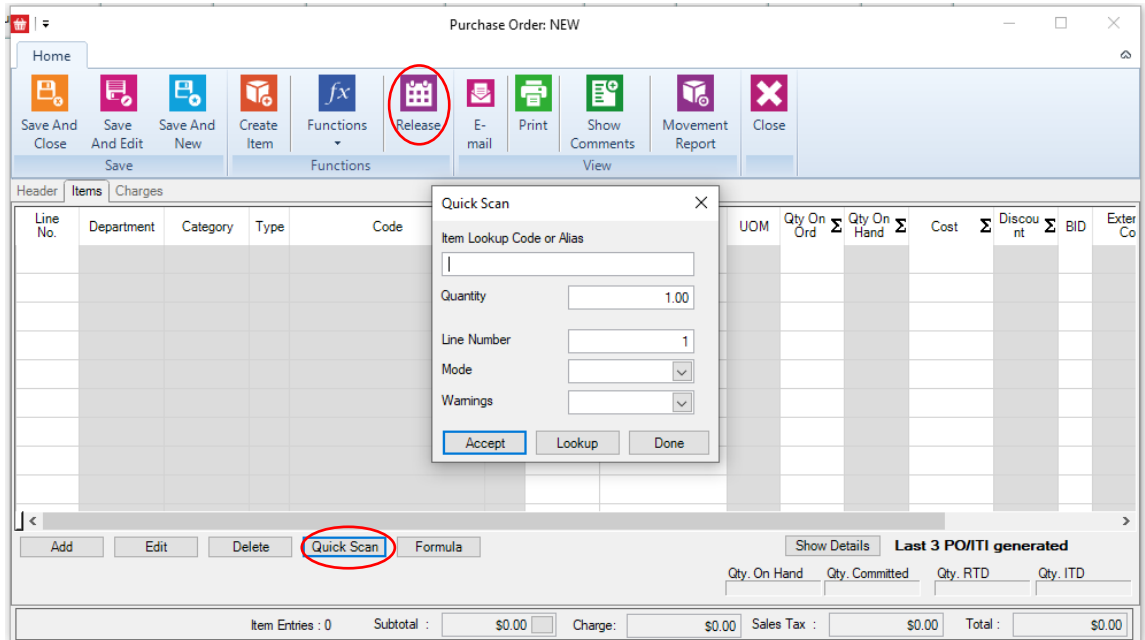 Purchase Order: NEW
Home
Save And Close
Save And Edit
Save And New
Create Item
fx
Functions
Release
E-mail
Print
Show Comments
Movement Report
Close
Save
Functions
View
Header Items Charges
Line No. Department Category Type Code UOM Qty On Ord Σ Qty On Hand Σ Cost Σ Discou nt Σ BID Exter Co
Quick Scan
Item Lookup Code or Alias
Quantity 1.00
Line Number 1
Mode
Warnings
Accept Lookup Done
Add Edit Delete Quick Scan Formula Show Details Last 3 PO/ITI generated
Qty. On Hand Qty. Committed Qty. RTD Qty. ITD
Item Entries : 0 Subtotal : $0.00 Charge: $0.00 Sales Tax : $0.00 Total : $0.00